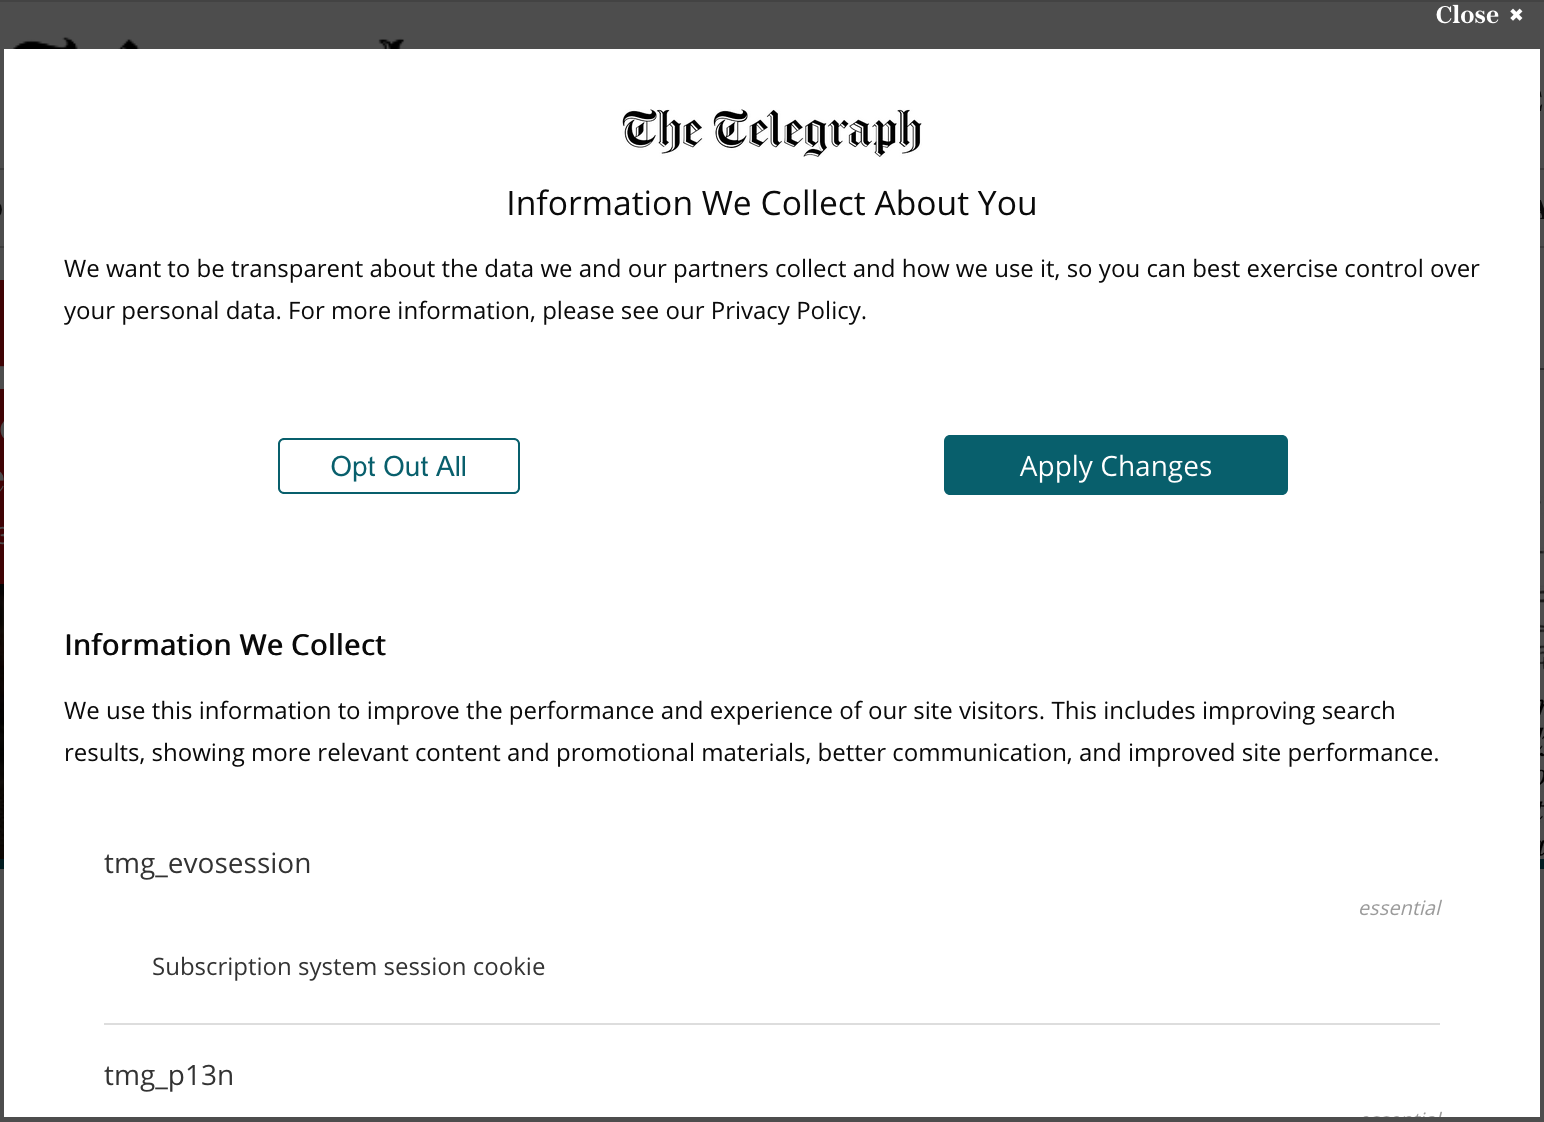 Close ✖
The Telegraph
Information We Collect About You
We want to be transparent about the data we and our partners collect and how we use it, so you can best exercise control over
your personal data. For more information, please see our Privacy Policy.
Opt Out All
Apply Changes
Information We Collect
We use this information to improve the performance and experience of our site visitors. This includes improving search
results, showing more relevant content and promotional materials, better communication, and improved site performance.
tmg_evosession
essential
Subscription system session cookie
tmg_p13n
essential